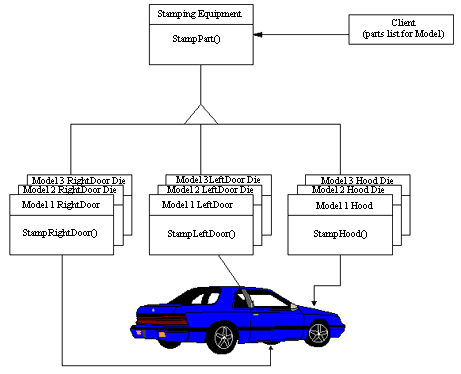 Stamping Equipment
StampPart()
Client
(parts list for Model)
Model 3 RightDoor Die
Model 2 RightDoor Die
Model 1 RightDoor
StampRightDoor()
Model 3 LeftDoor Die
Model 2 LeftDoor Die
Model 1 LeftDoor
StampLeftDoor()
Model 3 Hood Die
Model 2 Hood Die
Model 1 Hood
StampHood()